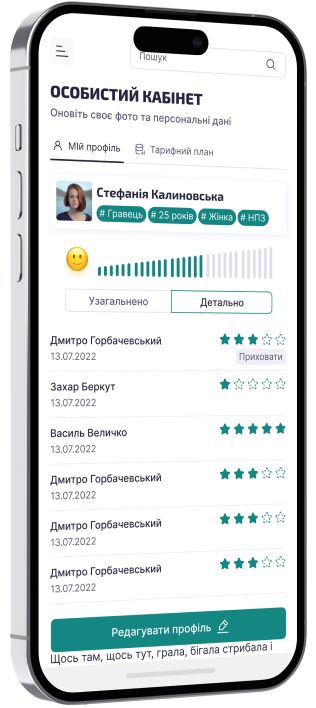 Пошук
ОСОБИСТИЙ КАБІНЕТ
Оновіть своє фото та персональні дані
Мій профіль
Тарифний план
Стефанія Калиновська
# Гравець # 25 років # Жінка # НПЗ
Узагальнено
Детально
Дмитро Горбачевський
13.07.2022
Приховати
Захар Беркут
13.07.2022
Василь Величко
13.07.2022
Дмитро Горбачевський
13.07.2022
Дмитро Горбачевський
13.07.2022
Дмитро Горбачевський
13.07.2022
Редагувати профіль
Щось там, щось тут, грала, бігала стрибала і